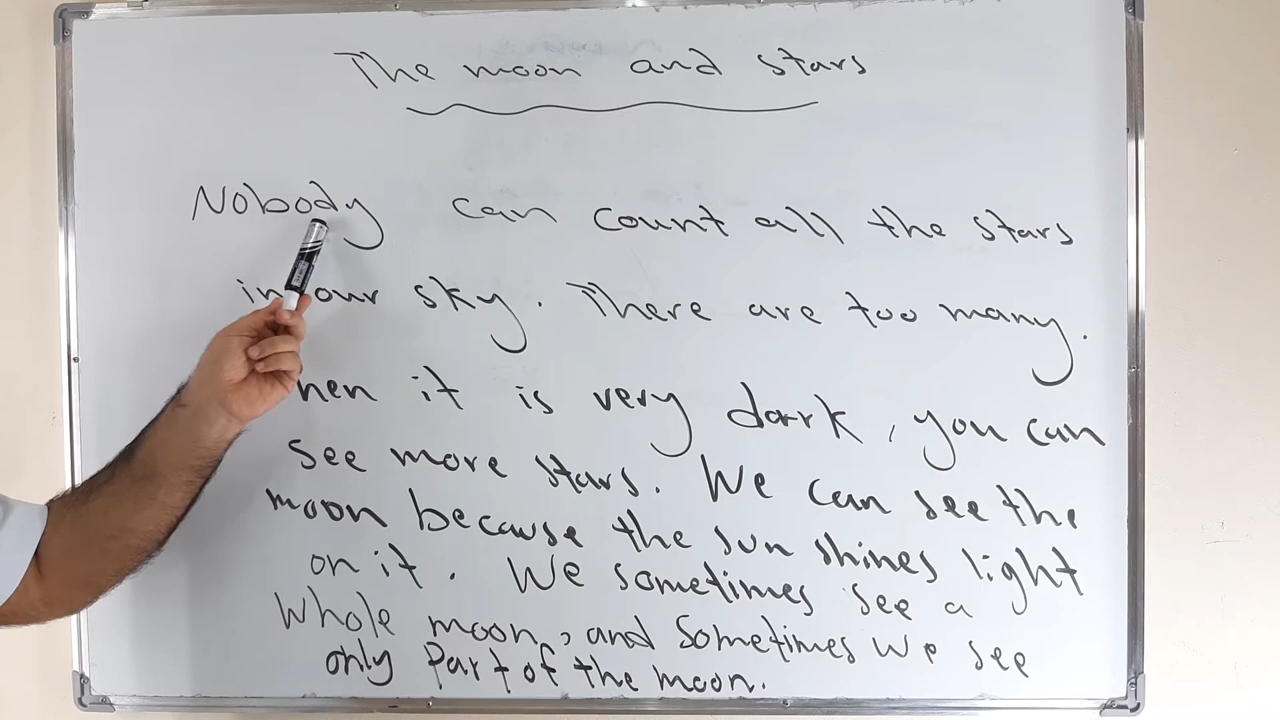 The moon and stars
Nobody can count all the stars
in our sky. There are too many.
hen it is very dark, you can
see more stars. We can see the
moon because the sun shines light
on it. We sometimes see a
whole moon, and sometimes we see
only part of the moon.